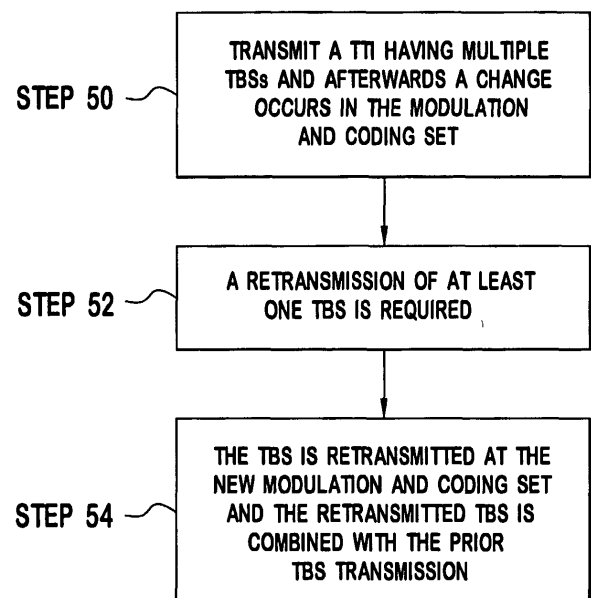 STEP 50
TRANSMIT A TTI HAVING MULTIPLE
TBSs AND AFTERWARDS A CHANGE
OCCURS IN THE MODULATION
AND CODING SET
STEP 52
A RETRANSMISSION OF AT LEAST
ONE TBS IS REQUIRED
STEP 54
THE TBS IS RETRANSMITTED AT THE
NEW MODULATION AND CODING SET
AND THE RETRANSMITTED TBS IS
COMBINED WITH THE PRIOR
TBS TRANSMISSION